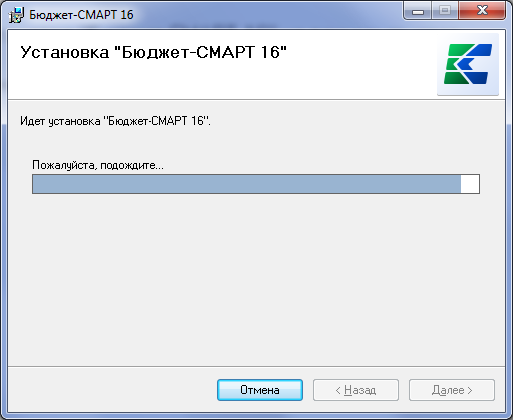 Бюджет-СМАРТ 16
Установка "Бюджет-СМАРТ 16"
Идет установка "Бюджет-СМАРТ 16".
Пожалуйста, подождите...
Отмена
< Назад
Далее >